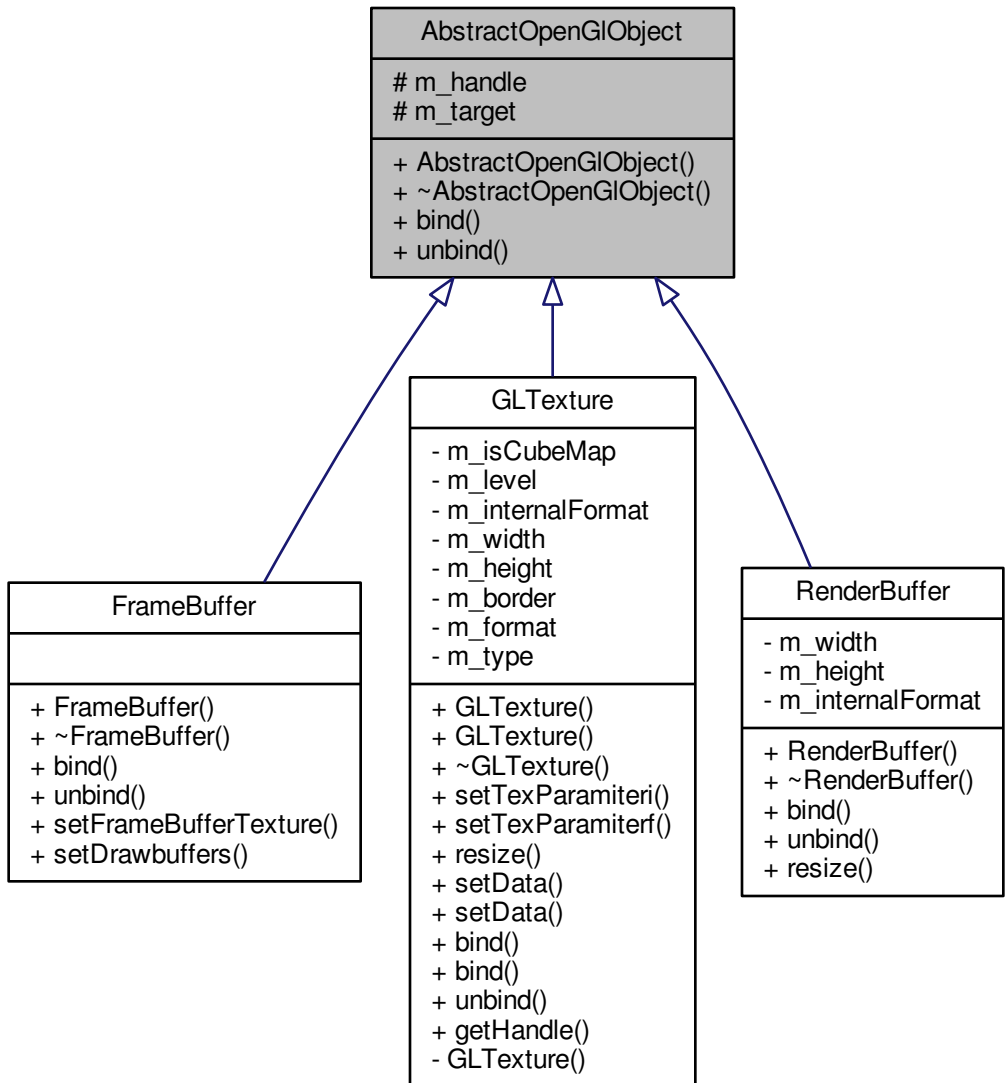 AbstractOpenGlObject
# m_handle
# m_target
+ AbstractOpenGlObject()
+ ~AbstractOpenGlObject()
+ bind()
+ unbind()
FrameBuffer
+ FrameBuffer()
+ ~FrameBuffer()
+ bind()
+ unbind()
+ setFrameBufferTexture()
+ setDrawbuffers()
GLTexture
- m_isCubeMap
- m_level
- m_internalFormat
- m_width
- m_height
- m_border
- m_format
- m_type
+ GLTexture()
+ GLTexture()
+ ~GLTexture()
+ setTexParamiteri()
+ setTexParamiterf()
+ resize()
+ setData()
+ setData()
+ bind()
+ bind()
+ unbind()
+ getHandle()
- GLTexture()
RenderBuffer
- m_width
- m_height
- m_internalFormat
+ RenderBuffer()
+ ~RenderBuffer()
+ bind()
+ unbind()
+ resize()